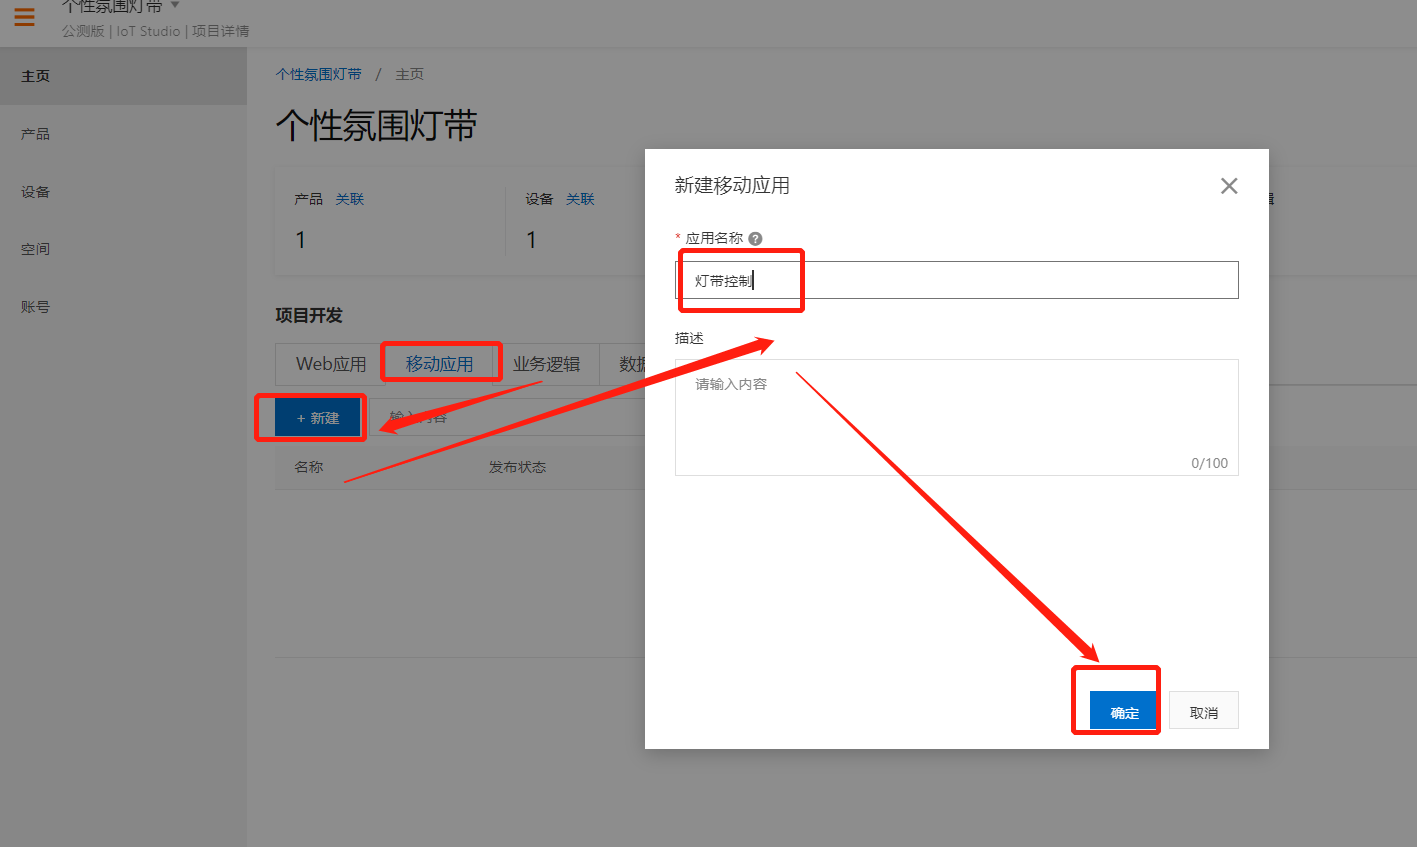 个性氛围灯带
公测版 | IoT Studio | 项目详情
主页
产品
设备
空间
账号
个性氛围灯带 / 主页
个性氛围灯带
产品 关联
1
设备 关联
1
项目开发
Web应用 移动应用 业务逻辑 数据
+ 新建 输入内容
名称 发布状态
新建移动应用
* 应用名称 ?
灯带控制
描述
请输入内容
0/100
确定 取消